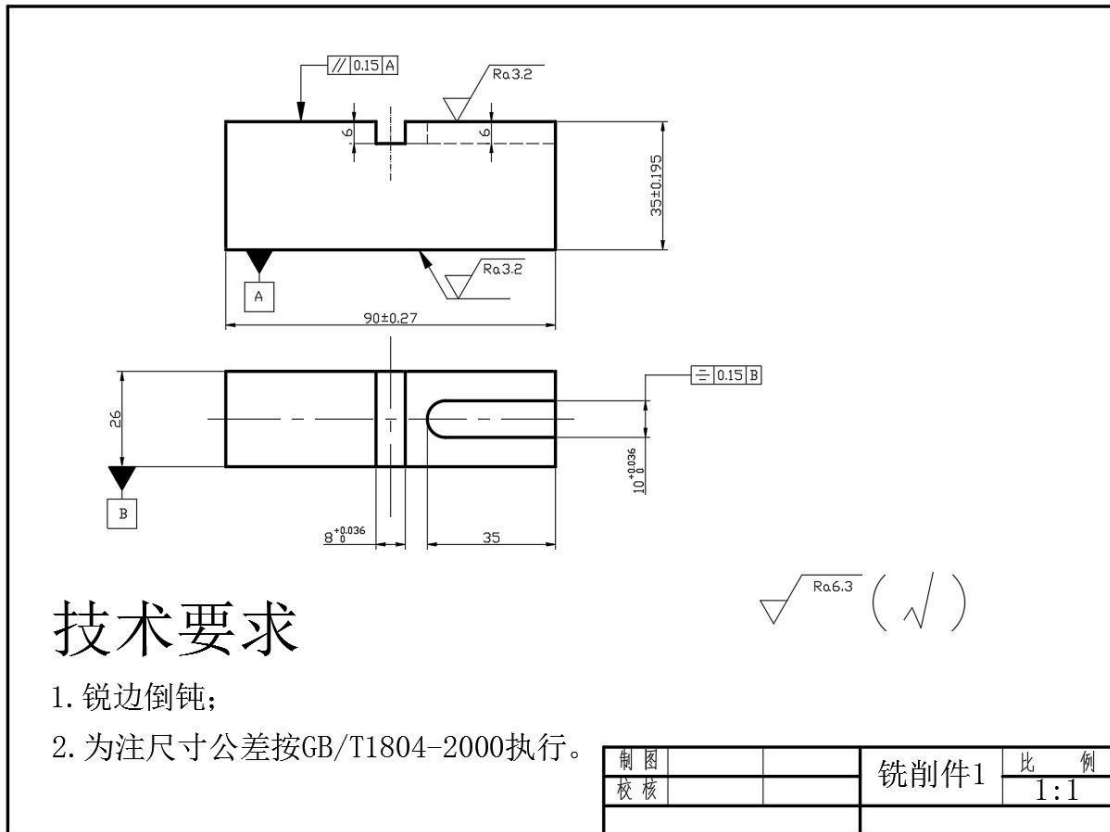 // 0.15 A
Ra3.2
6
6
35±0.195
Ra3.2
A
90±0.27
⌯ 0.15 B
26
10 +0.036 0
B
8 +0.036 0
35
Ra6.3 (√)
技术要求
1.锐边倒钝;
2.为注尺寸公差按GB/T1804-2000执行。
制图
铣削件1
比例
校核
1:1